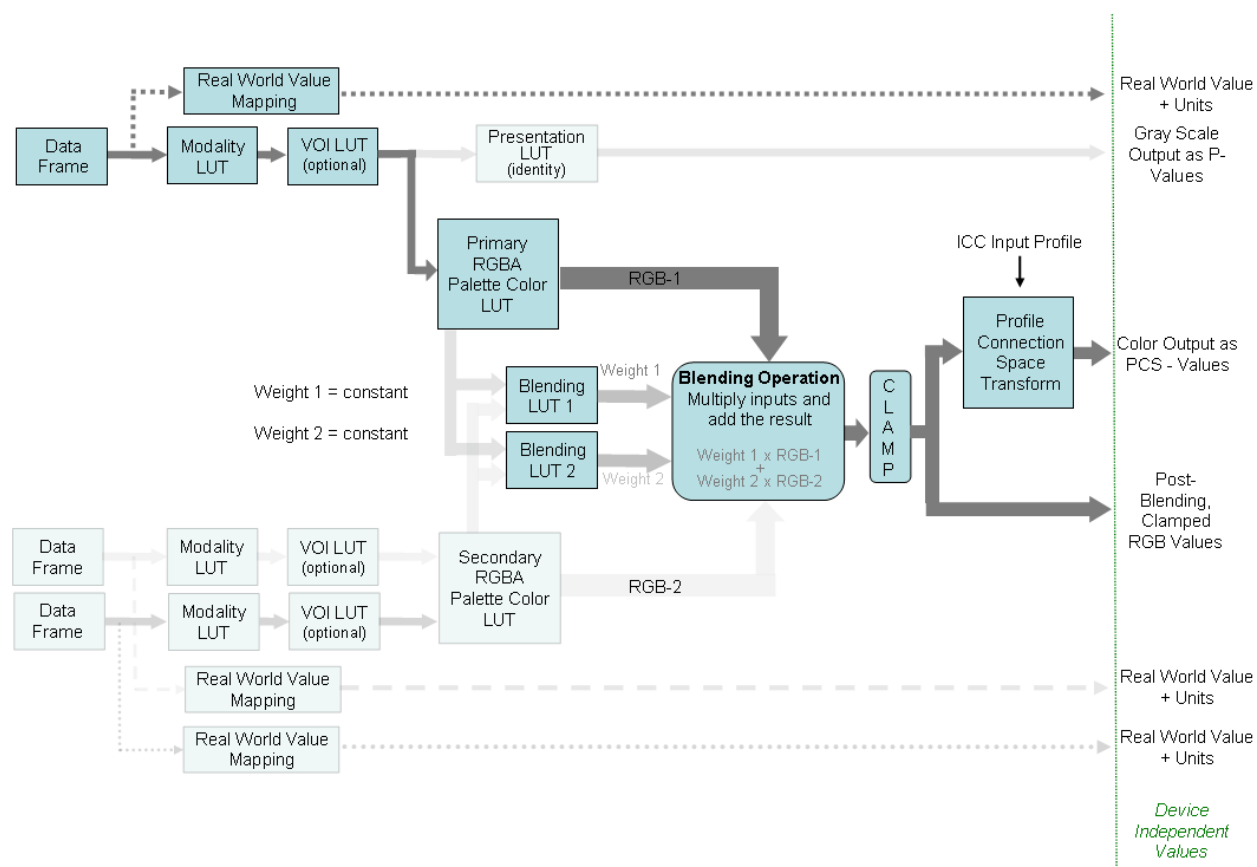 Real World Value
Mapping
Real World Value
+ Units
Data
Frame
Modality
LUT
VOI LUT
(optional)
Presentation
LUT
(identity)
Gray Scale
Output as P-
Values
Primary
RGBA
Palette Color
LUT
RGB-1
ICC Input Profile
Profile
Connection
Space
Transform
Color Output as
PCS - Values
Weight 1 = constant
Weight 2 = constant
Blending
LUT 1
Weight 1
Blending
LUT 2
Weight 2
Blending Operation
Multiply inputs and
add the result
Weight 1 x RGB-1
+
Weight 2 x RGB-2
C
L
A
M
P
Post-
Blending,
Clamped
RGB Values
Data
Frame
Modality
LUT
VOI LUT
(optional)
Secondary
RGBA
Palette Color
LUT
RGB-2
Data
Frame
Modality
LUT
VOI LUT
(optional)
Real World Value
Mapping
Real World Value
+ Units
Real World Value
Mapping
Real World Value
+ Units
Device
Independent
Values